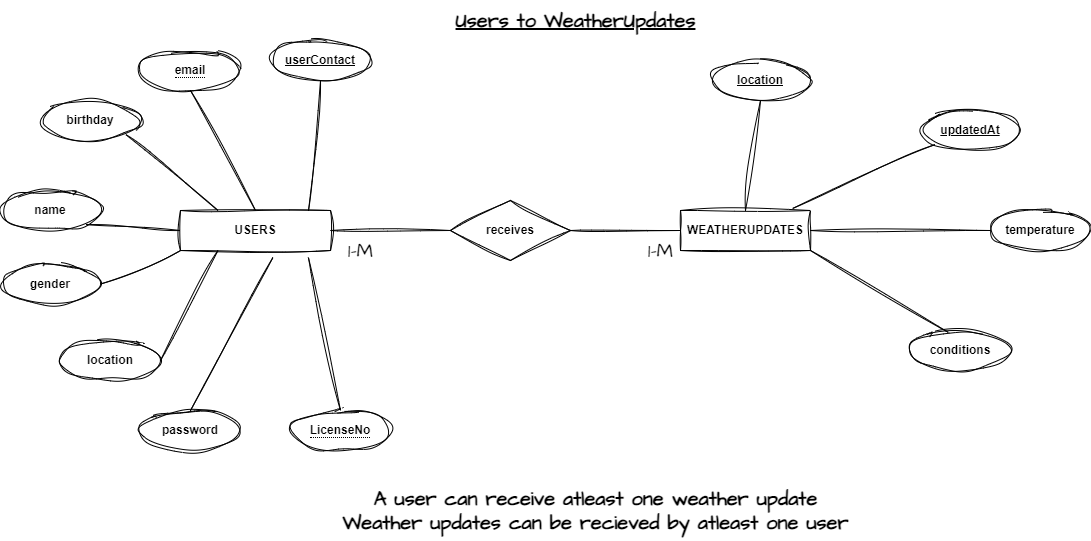 Users to WeatherUpdates
userContact
email
location
birthday
updatedAt
name
USERS
receives
WEATHERUPDATES
temperature
1-M
1-M
gender
location
conditions
password
LicenseNo
A user can receive atleast one weather update
Weather updates can be recieved by atleast one user